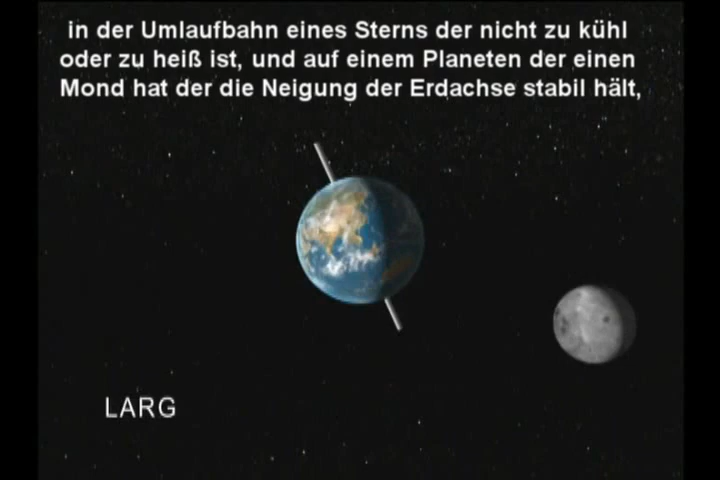 in der Umlaufbahn eines Sterns der nicht zu kühl
oder zu heiß ist, und auf einem Planeten der einen
Mond hat der die Neigung der Erdachse stabil hält,
LARG